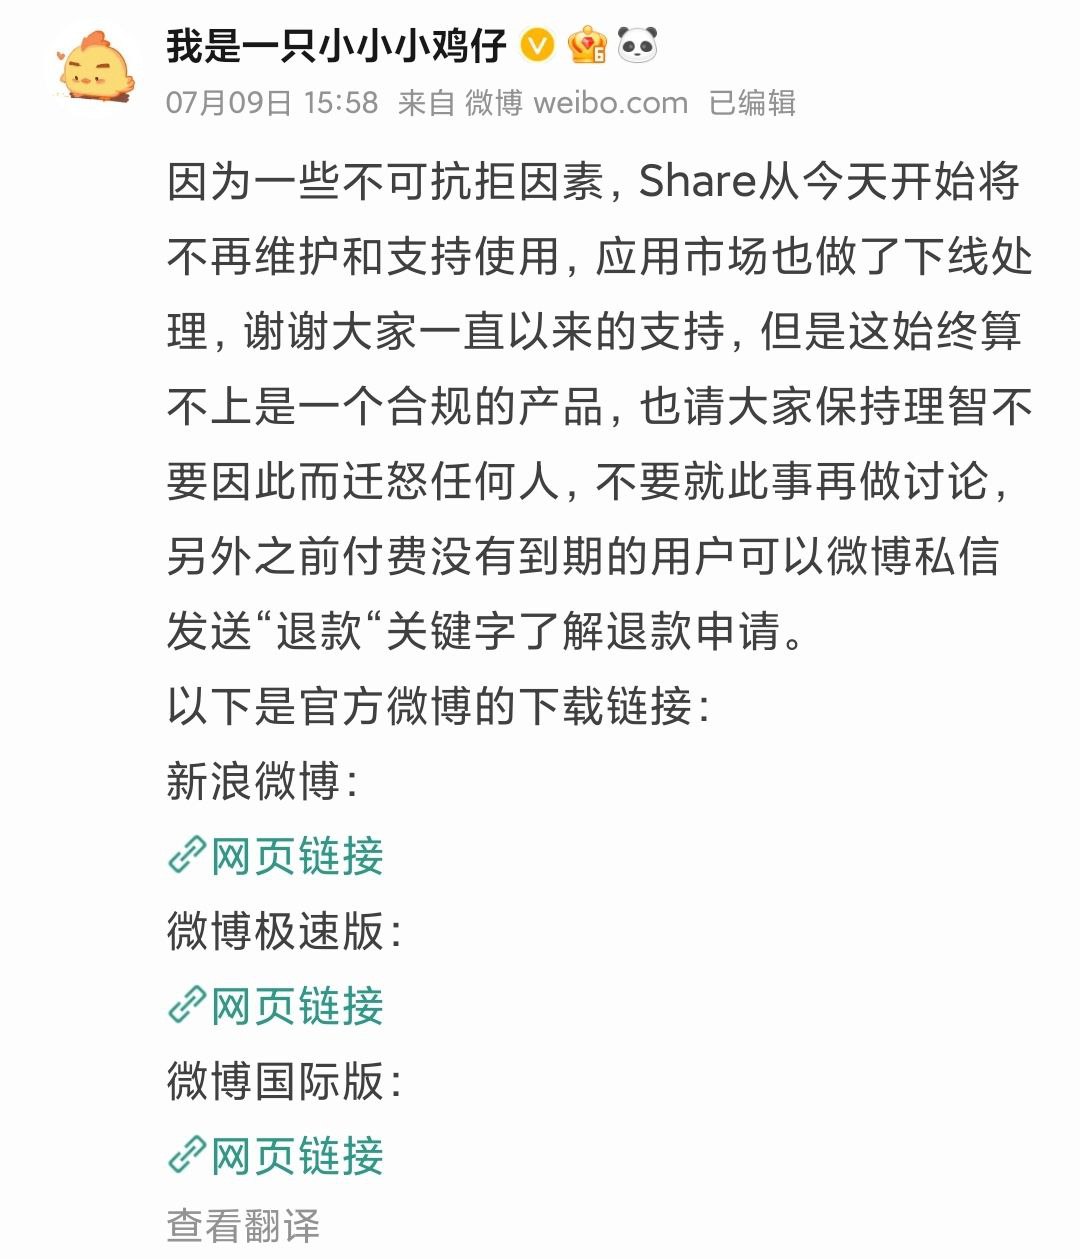 我是一只小小小鸡仔
6
07月09日 15:58 来自 微博 weibo.com 已编辑
因为一些不可抗拒因素，Share从今天开始将
不再维护和支持使用，应用市场也做了下线处
理，谢谢大家一直以来的支持，但是这始终算
不上是一个合规的产品，也请大家保持理智不
要因此而迁怒任何人，不要就此事再做讨论，
另外之前付费没有到期的用户可以微博私信
发送“退款“关键字了解退款申请。
以下是官方微博的下载链接：
新浪微博：
网页链接
微博极速版：
网页链接
微博国际版：
网页链接
查看翻译